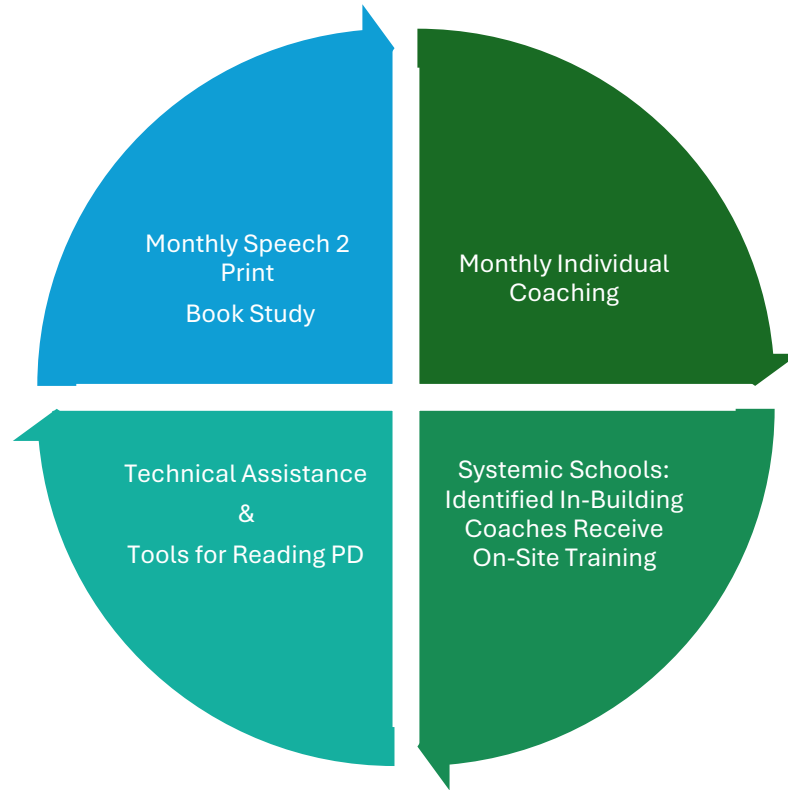 Monthly Speech 2
Print
Book Study
Monthly Individual
Coaching
Technical Assistance
&
Tools for Reading PD
Systemic Schools:
Identified In-Building
Coaches Receive
On-Site Training